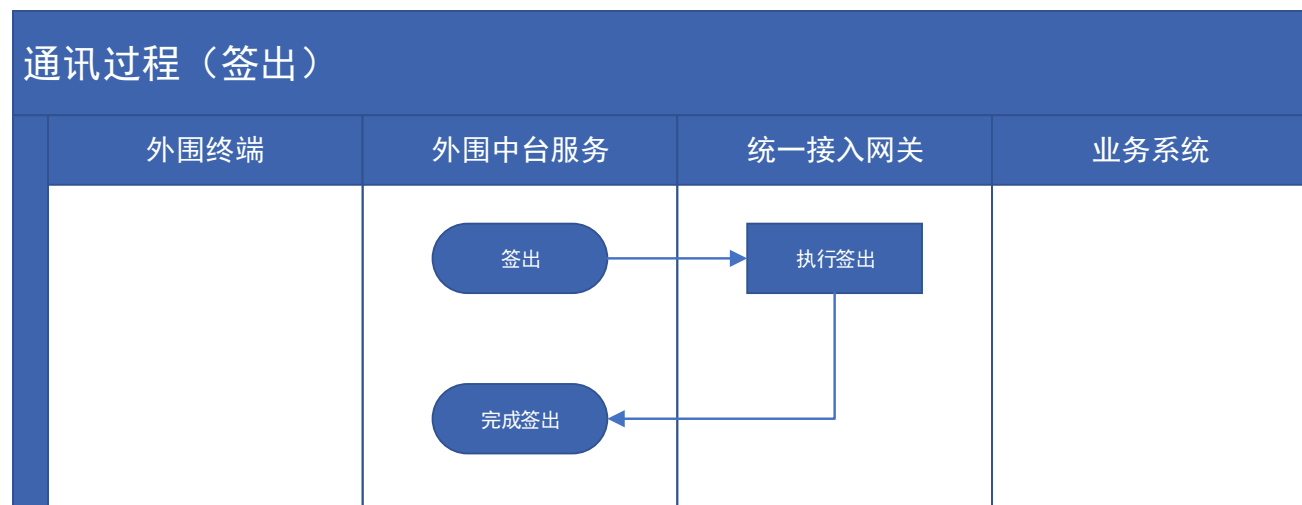 通讯过程（签出）
外围终端
外围中台服务
统一接入网关
业务系统
签出
执行签出
完成签出